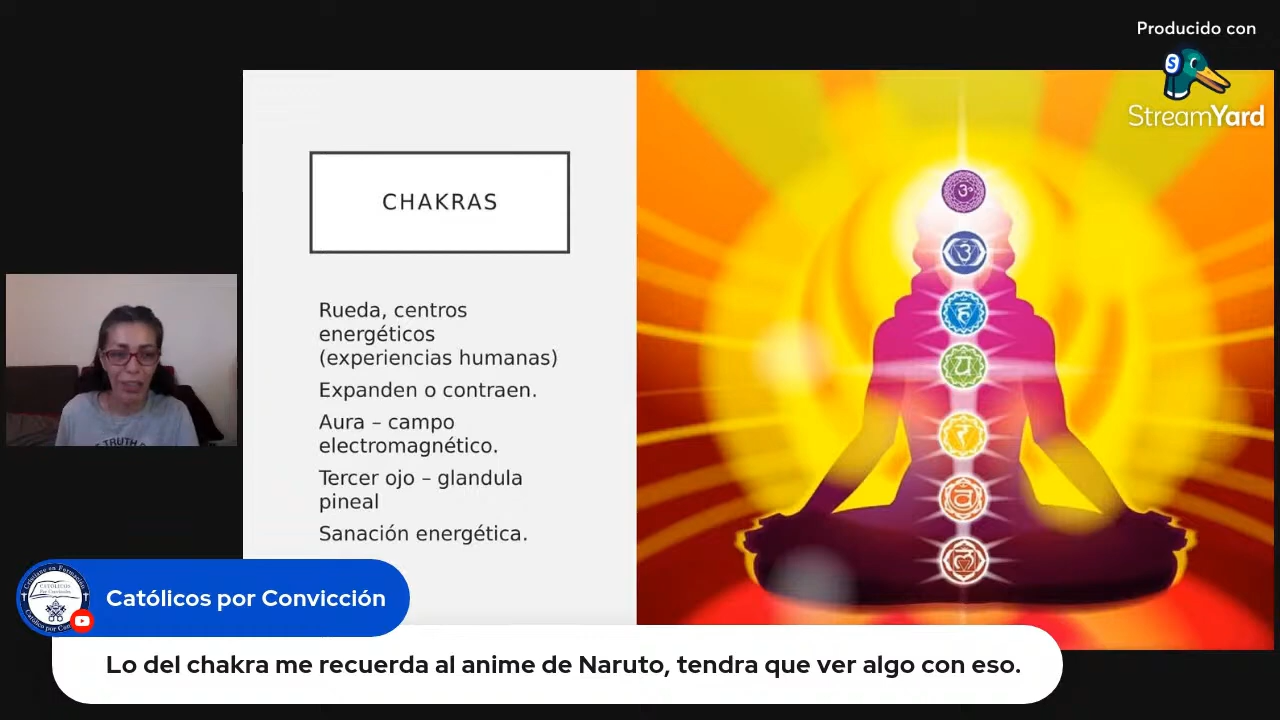 Producido con
StreamYard
CHAKRAS
Rueda, centros
energéticos
(experiencias humanas)
Expanden o contraen.
Aura – campo
electromagnético.
Tercer ojo – glandula
pineal
Sanación energética.
Católicos por Convicción
Lo del chakra me recuerda al anime de Naruto, tendra que ver algo con eso.